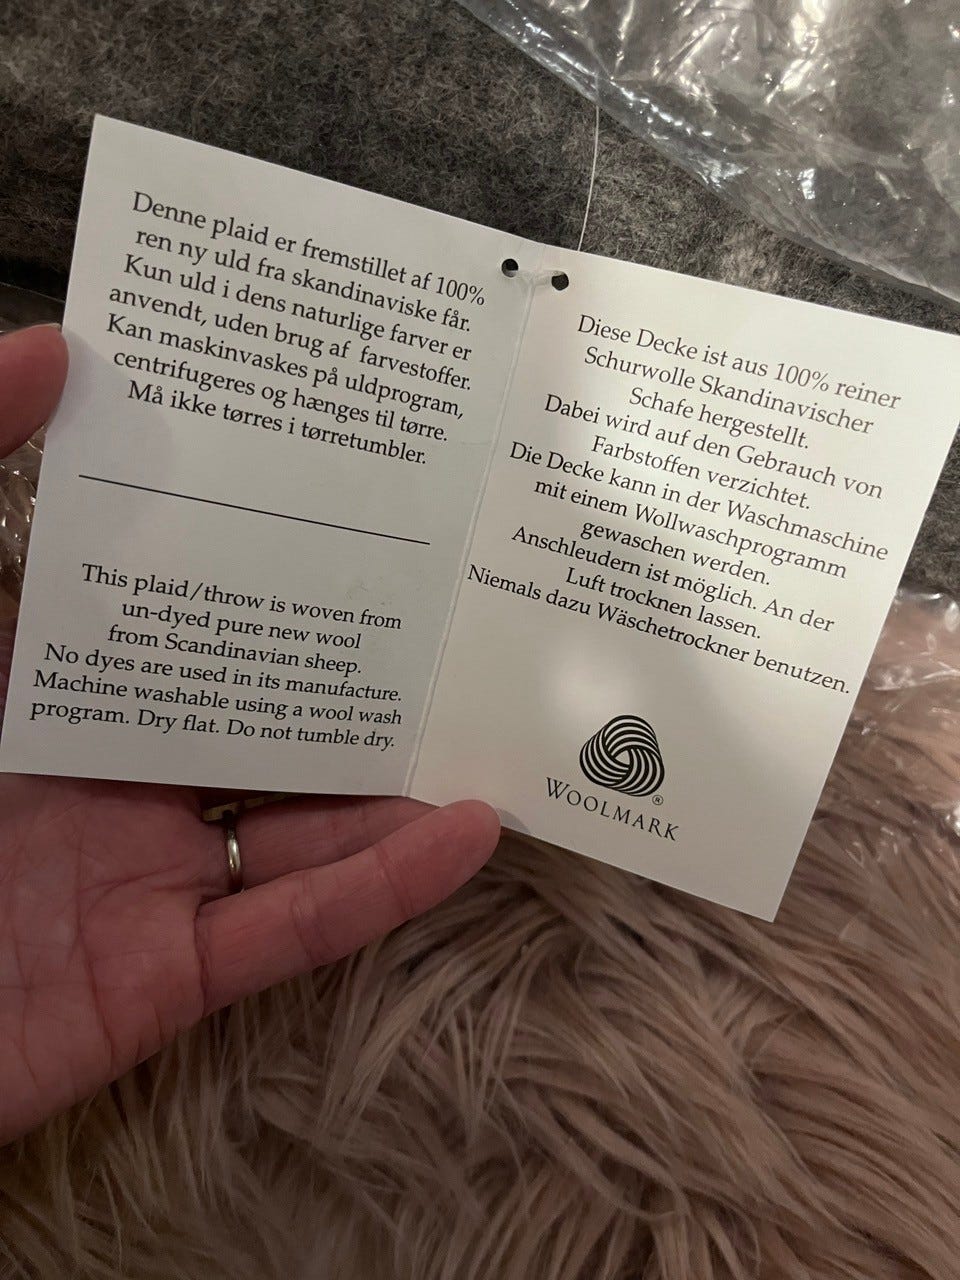 Denne plaid er fremstillet af 100%
ren ny uld fra skandinaviske får.
Kun uld i dens naturlige farver er
anvendt, uden brug af farvestoffer.
Kan maskinvaskes på uldprogram,
centrifugeres og hænges til tørre.
Må ikke tørres i tørretumbler.
This plaid/throw is woven from
un-dyed pure new wool
from Scandinavian sheep.
No dyes are used in its manufacture.
Machine washable using a wool wash
program. Dry flat. Do not tumble dry.
Diese Decke ist aus 100% reiner
Schurwolle Skandinavischer
Schafe hergestellt.
Dabei wird auf den Gebrauch von
Farbstoffen verzichtet.
Die Decke kann in der Waschmaschine
mit einem Wollwaschprogramm
gewaschen werden.
Anschleudern ist möglich. An der
Luft trocknen lassen.
Niemals dazu Wäschetrockner benutzen.
®
WOOLMARK